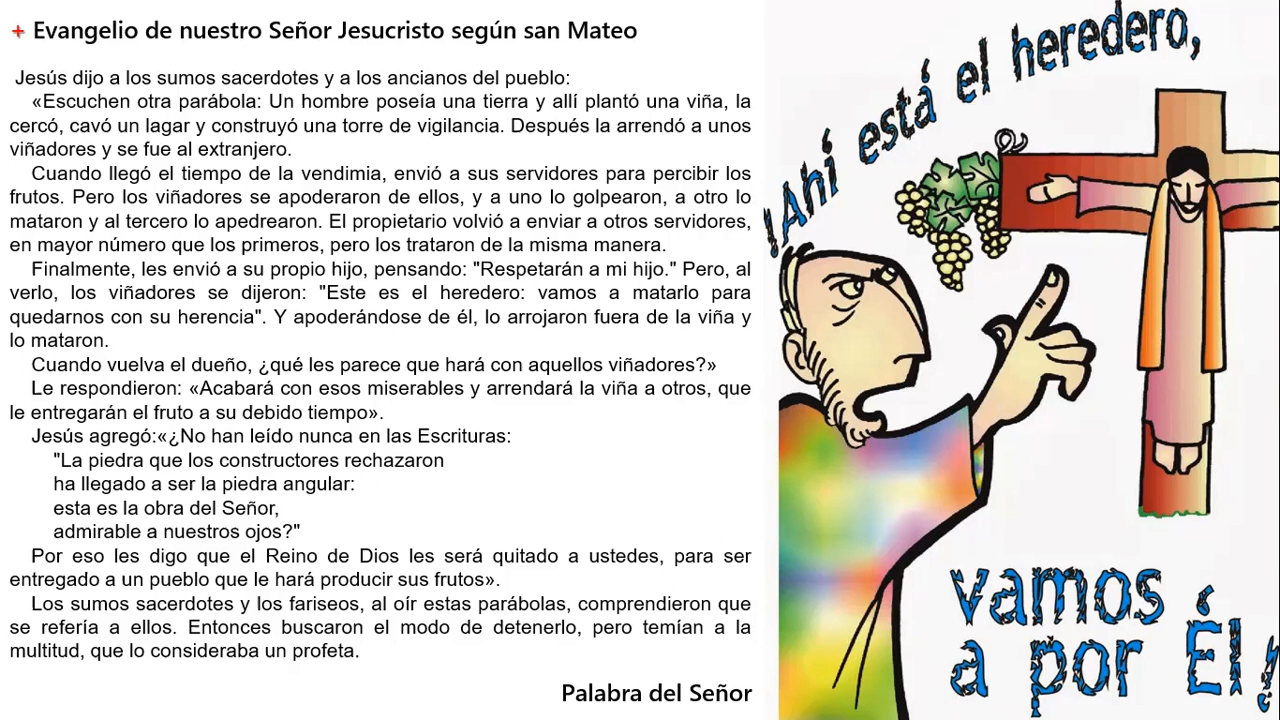 + Evangelio de nuestro Señor Jesucristo según san Mateo
Jesús dijo a los sumos sacerdotes y a los ancianos del pueblo:
«Escuchen otra parábola: Un hombre poseía una tierra y allí plantó una viña, la
cercó, cavó un lagar y construyó una torre de vigilancia. Después la arrendó a unos
viñadores y se fue al extranjero.
Cuando llegó el tiempo de la vendimia, envió a sus servidores para percibir los
frutos. Pero los viñadores se apoderaron de ellos, y a uno lo golpearon, a otro lo
mataron y al tercero lo apedrearon. El propietario volvió a enviar a otros servidores,
en mayor número que los primeros, pero los trataron de la misma manera.
Finalmente, les envió a su propio hijo, pensando: "Respetarán a mi hijo." Pero, al
verlo, los viñadores se dijeron: "Este es el heredero: vamos a matarlo para
quedarnos con su herencia". Y apoderándose de él, lo arrojaron fuera de la viña y
lo mataron.
Cuando vuelva el dueño, ¿qué les parece que hará con aquellos viñadores?»
Le respondieron: «Acabará con esos miserables y arrendará la viña a otros, que
le entregarán el fruto a su debido tiempo».
Jesús agregó:«¿No han leído nunca en las Escrituras:
"La piedra que los constructores rechazaron
ha llegado a ser la piedra angular:
esta es la obra del Señor,
admirable a nuestros ojos?"
Por eso les digo que el Reino de Dios les será quitado a ustedes, para ser
entregado a un pueblo que le hará producir sus frutos».
Los sumos sacerdotes y los fariseos, al oír estas parábolas, comprendieron que
se refería a ellos. Entonces buscaron el modo de detenerlo, pero temían a la
multitud, que lo consideraba un profeta.
Palabra del Señor
¡Ahí está el heredero,
vamos
a por Él!